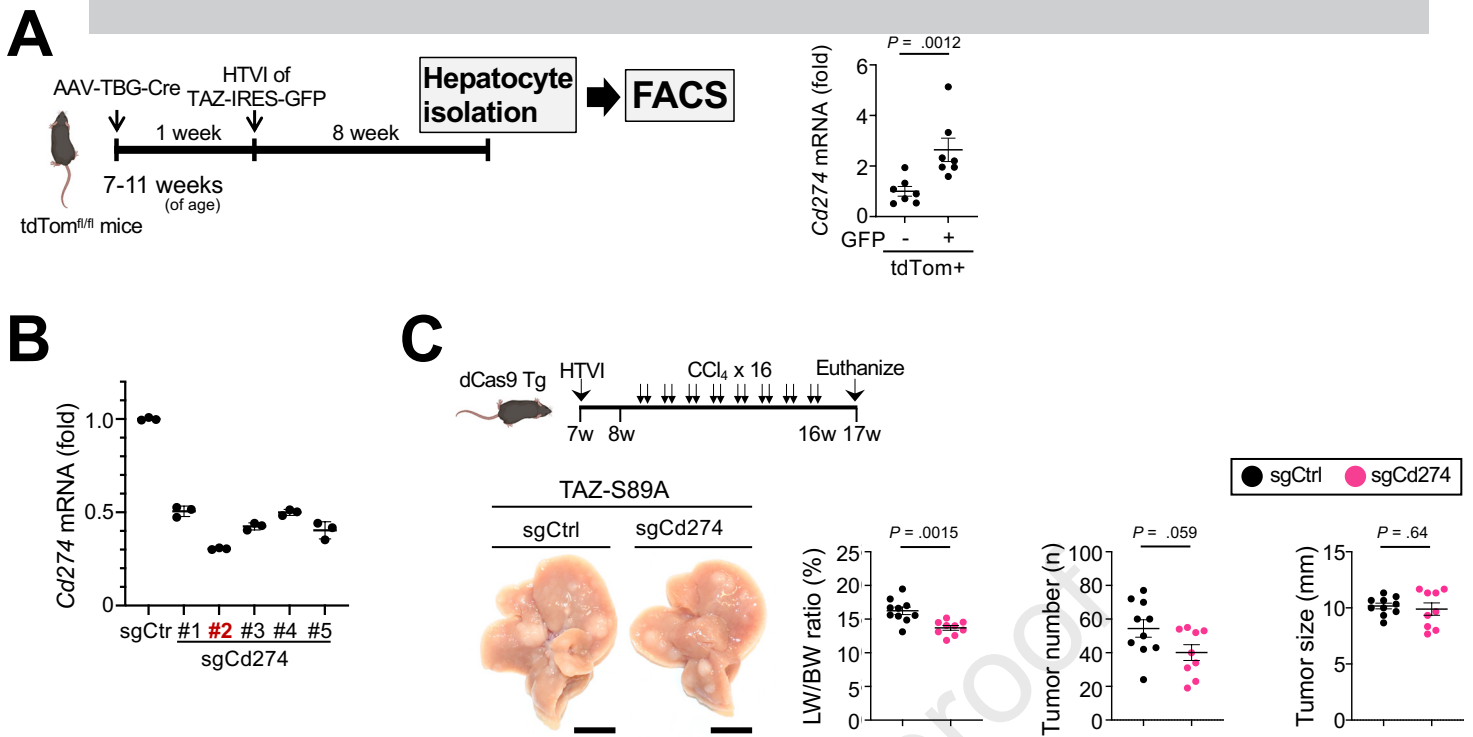 A
AAV-TBG-Cre
HTVI of
TAZ-IRES-GFP
1 week
8 week
7-11 weeks
(of age)
tdTomfl/fl mice
Hepatocyte
isolation
FACS
P = .0012
Cd274 mRNA (fold)
6
4
2
0
GFP - +
tdTom+
B
Cd274 mRNA (fold)
1.0
0.5
0
sgCtr #1 #2 #3 #4 #5
sgCd274
C
dCas9 Tg
HTVI
CCl4 x 16
Euthanize
7w 8w 16w 17w
TAZ-S89A
sgCtrl sgCd274
sgCtrl sgCd274
P = .0015
LW/BW ratio (%)
25
20
15
10
5
0
P = .059
Tumor number (n)
100
80
60
40
20
0
P = .64
Tumor size (mm)
15
10
5
0
proof